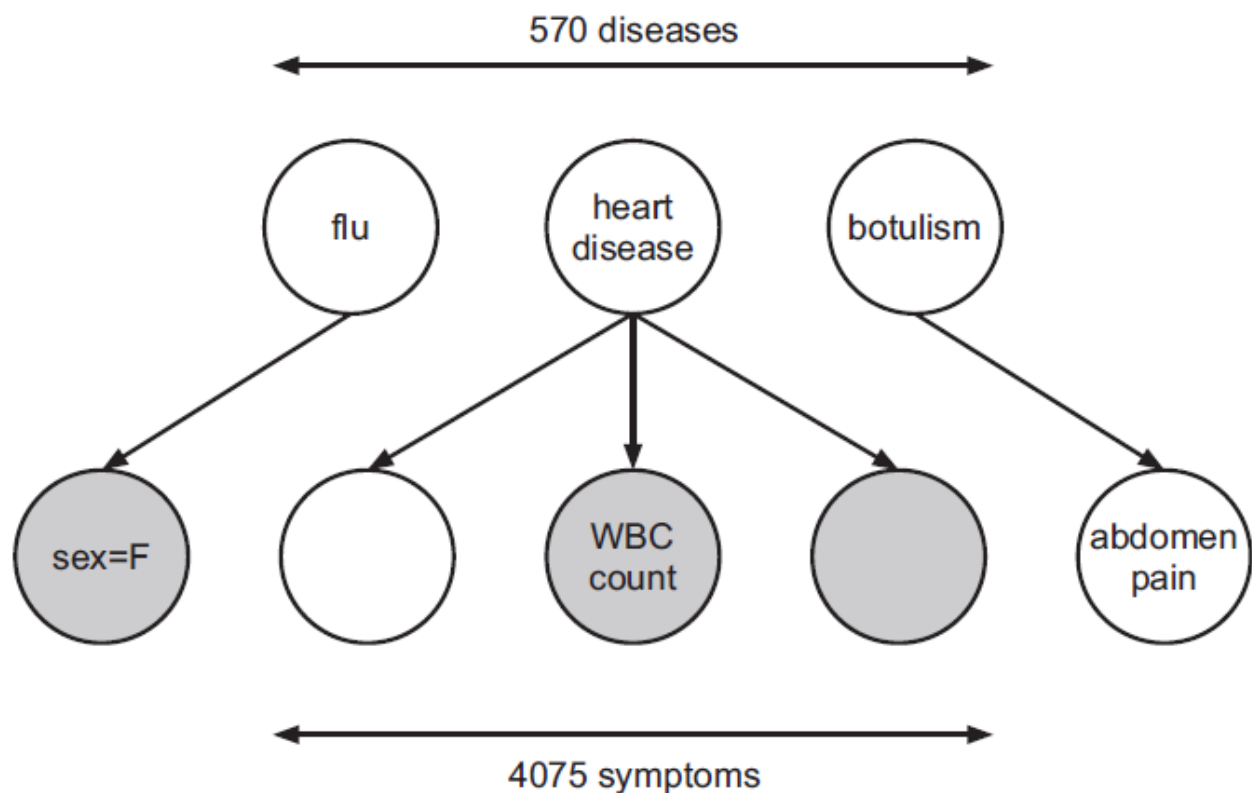 570 diseases
flu
heart
disease
botulism
sex=F
WBC
count
abdomen
pain
4075 symptoms